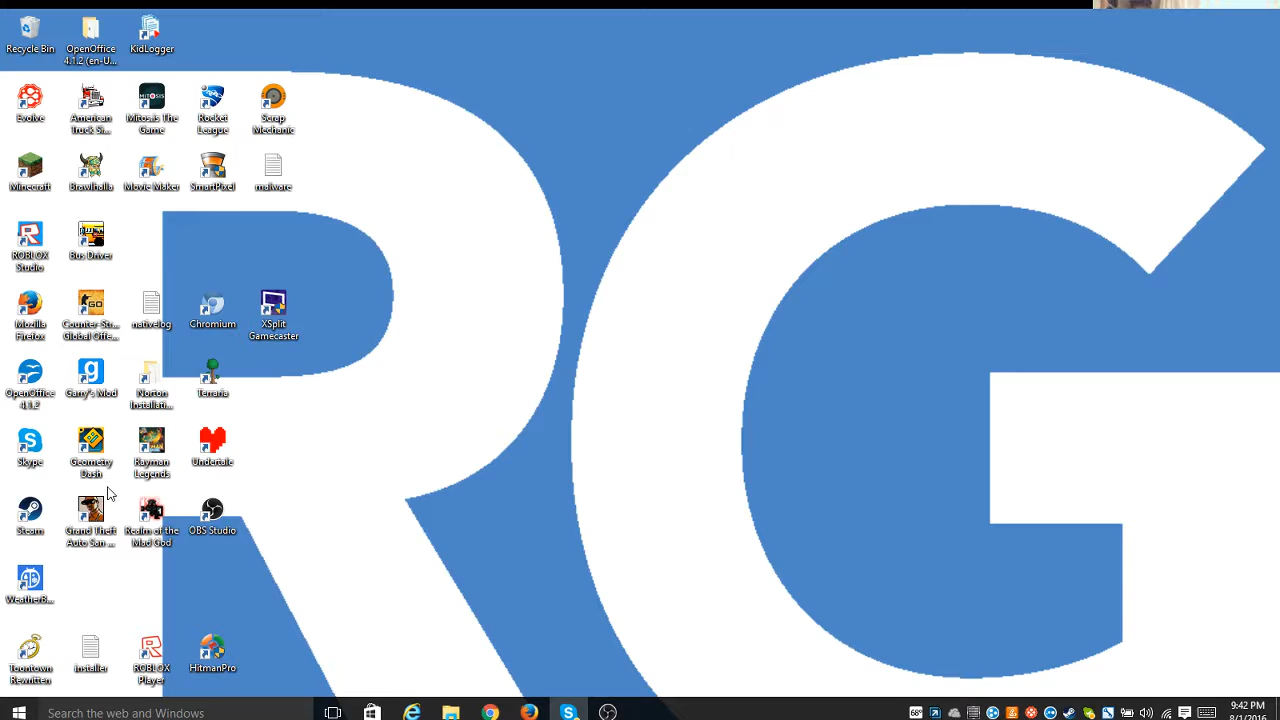 RG
Recycle Bin
OpenOffice
4.1.2 (en-U...
KidLogger
Evolve
American
Truck Si...
MITOSIS
Mitos.is The
Game
Rocket
League
Scrap
Mechanic
Minecraft
Brawlhalla
Movie Maker
SmartPixel
malware
ROBLOX
Studio
Bus Driver
Mozilla
Firefox
GO
Counter-Str...
Global Offe...
nativelog
Chromium
XSplit
Gamecaster
OpenOffice
4.1.2
g
Garry's Mod
Norton
Installati...
Terraria
Skype
Geometry
Dash
Rayman
Legends
Undertale
Steam
Grand Theft
Auto San ...
Realm of the
Mad God
OBS Studio
WeatherB...
Toontown
Rewritten
installer
ROBLOX
Player
HitmanPro
Search the web and Windows
68°
9:42 PM